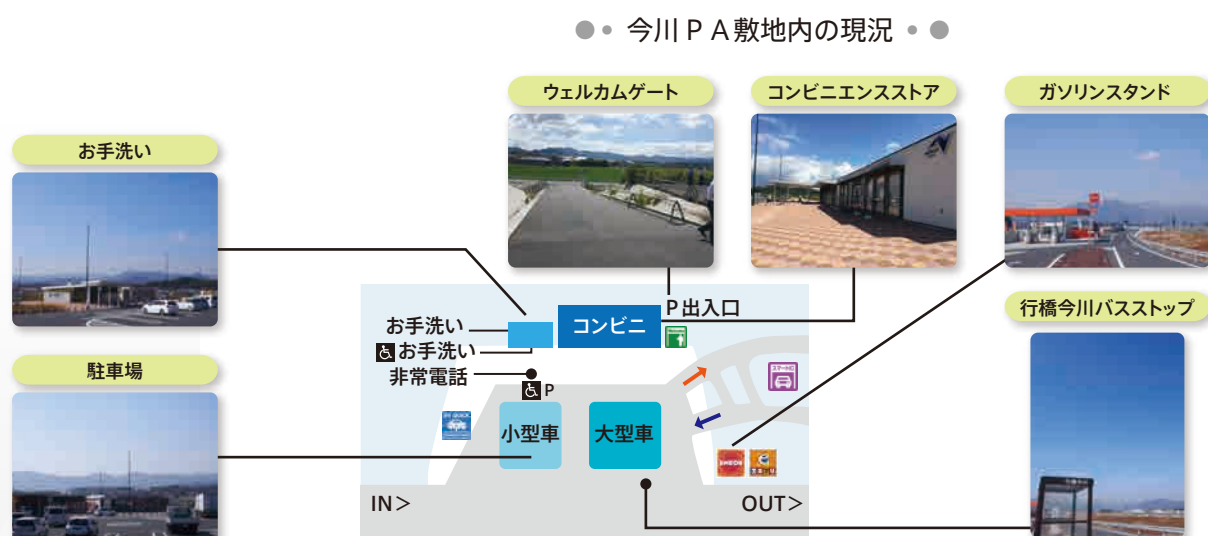 今川PA敷地内の現況
ウェルカムゲート
コンビニエンスストア
ガソリンスタンド
お手洗い
行橋今川バスストップ
駐車場
P出入口
コンビニ
お手洗い
お手洗い
非常電話
P
小型車
大型車
ENEOS
IN>
OUT>